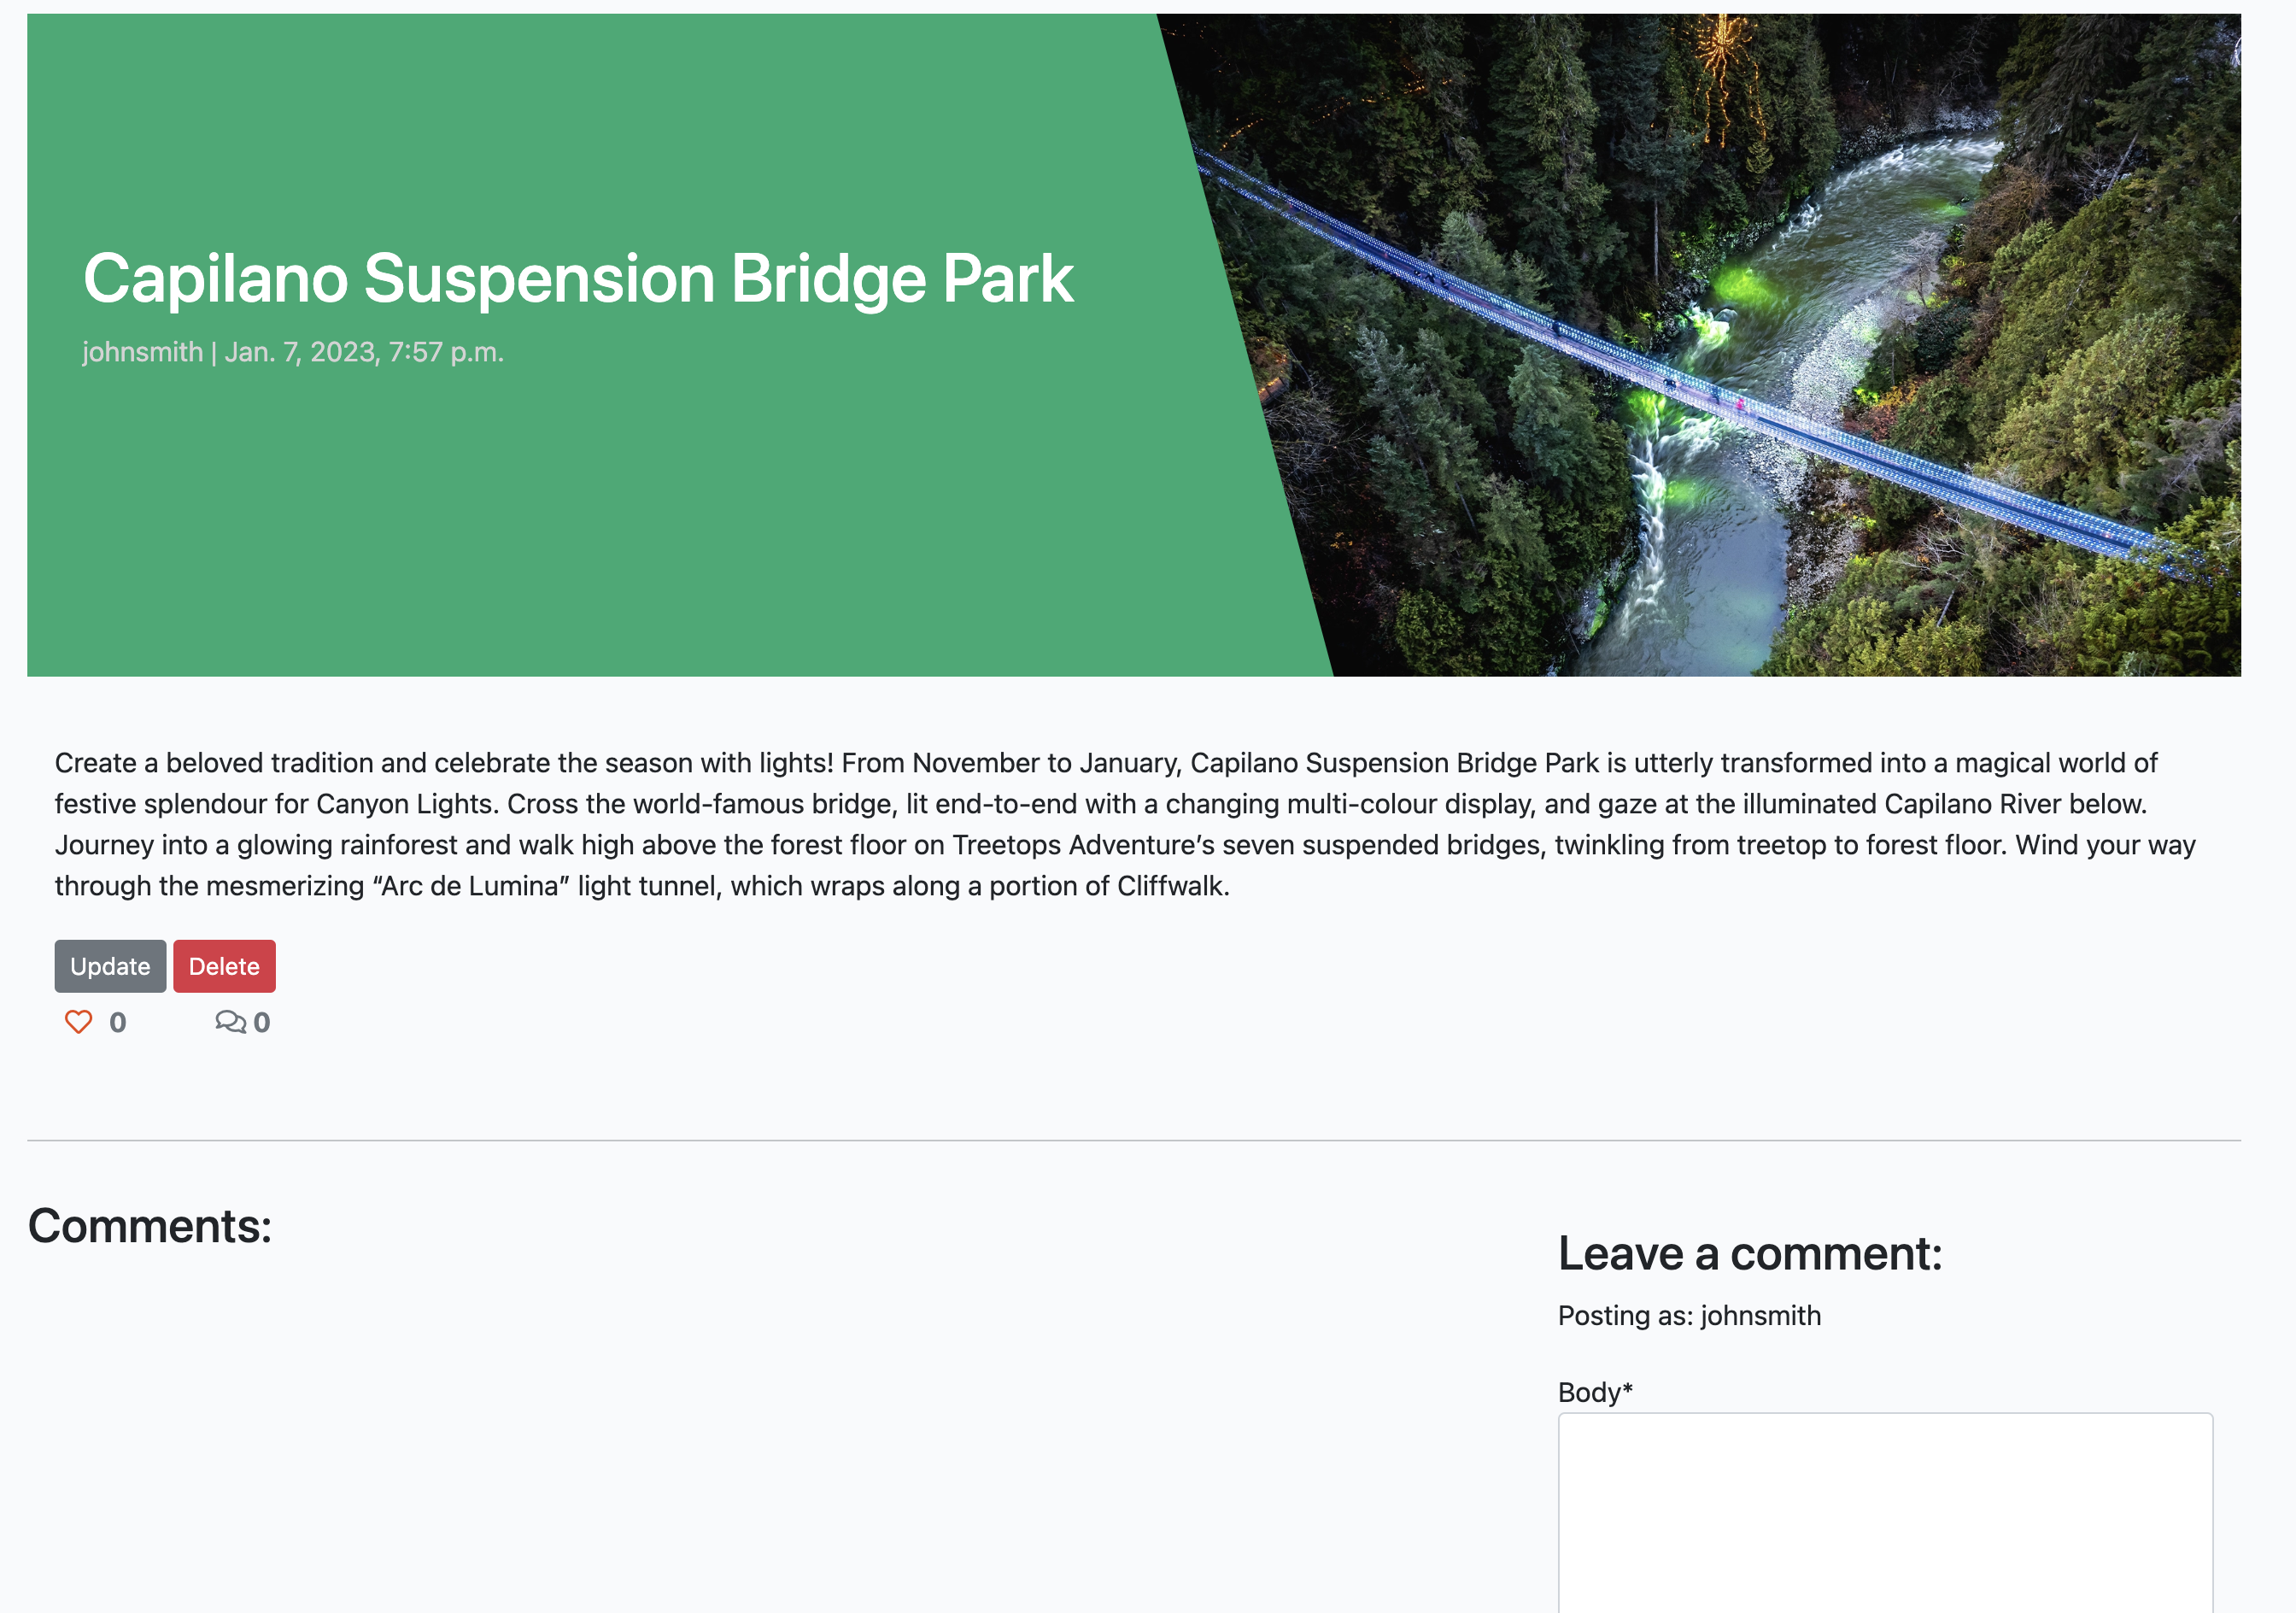 Capilano Suspension Bridge Park
johnsmith | Jan. 7, 2023, 7:57 p.m.
Create a beloved tradition and celebrate the season with lights! From November to January, Capilano Suspension Bridge Park is utterly transformed into a magical world of
festive splendour for Canyon Lights. Cross the world-famous bridge, lit end-to-end with a changing multi-colour display, and gaze at the illuminated Capilano River below.
Journey into a glowing rainforest and walk high above the forest floor on Treetops Adventure’s seven suspended bridges, twinkling from treetop to forest floor. Wind your way
through the mesmerizing “Arc de Lumina” light tunnel, which wraps along a portion of Cliffwalk.
Update Delete
0 0
Comments:
Leave a comment:
Posting as: johnsmith
Body*